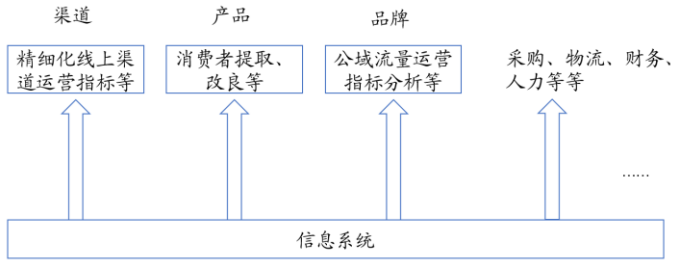 渠道
产品
品牌
精细化线上渠
道运营指标等
消费者提取、
改良等
公域流量运营
指标分析等
采购、物流、财务、
人力等等
......
信息系统